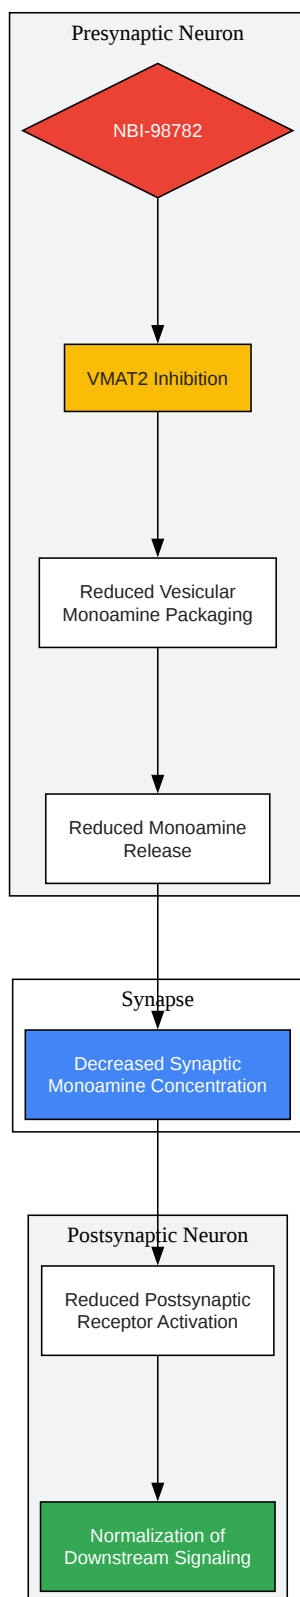 Presynaptic Neuron
NBI-98782
VMAT2 Inhibition
Reduced Vesicular
Monoamine Packaging
Reduced Monoamine
Release
Synapse
Decreased Synaptic
Monoamine Concentration
Postsynaptic Neuron
Reduced Postsynaptic
Receptor Activation
Normalization of
Downstream Signaling